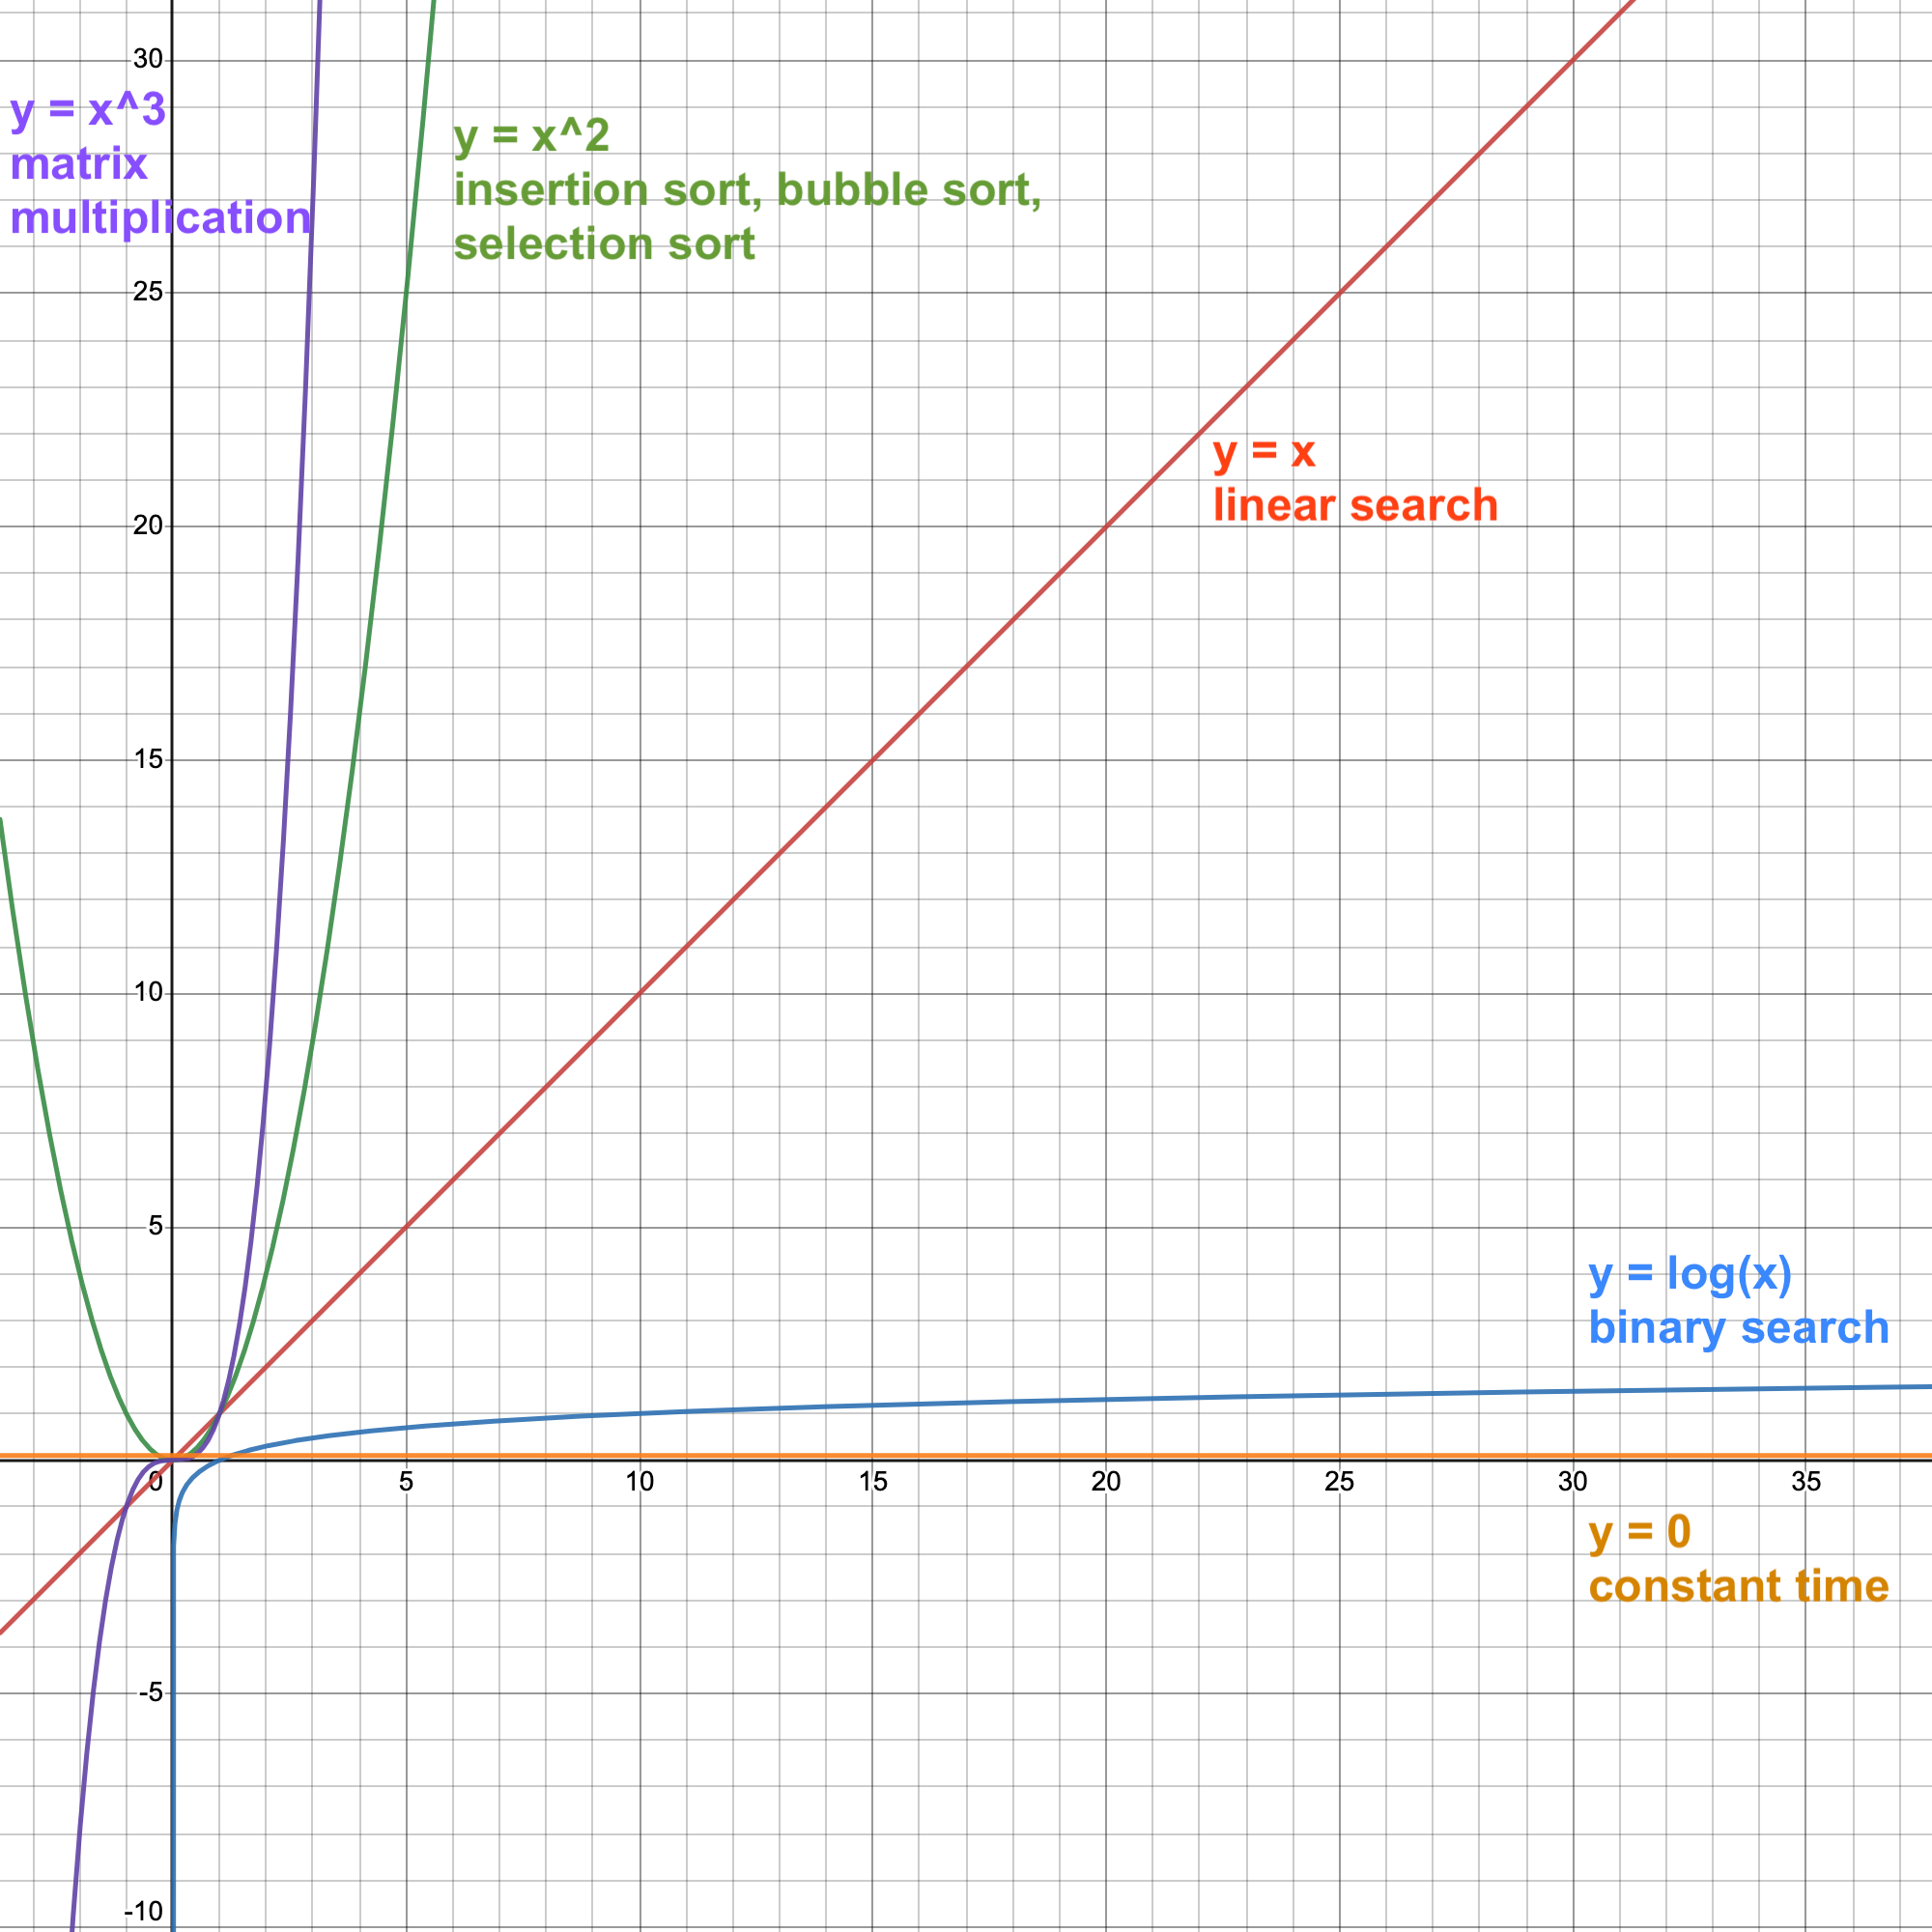 30
y = x^3
matrix
multiplication
y = x^2
insertion sort, bubble sort,
selection sort
25
20
y = x
linear search
15
10
5
y = log(x)
binary search
0 5 10 15 20 25 30 35
y = 0
constant time
-5
-10